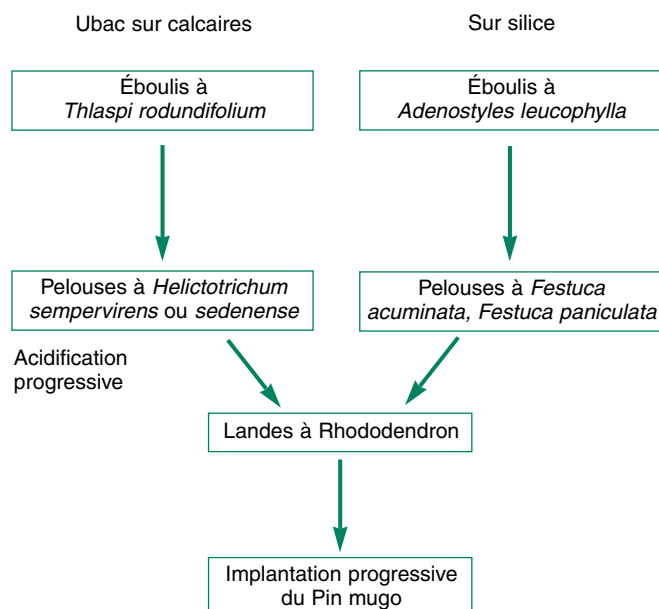 Ubac sur calcaires
Sur silice
Éboulis à
Thlaspi rodundifolium
Éboulis à
Adenostyles leucophylla
Pelouses à Helictotrichum
sempervirens ou sedenense
Pelouses à Festuca
acuminata, Festuca paniculata
Acidification
progressive
Landes à Rhododendron
Implantation progressive
du Pin mugo